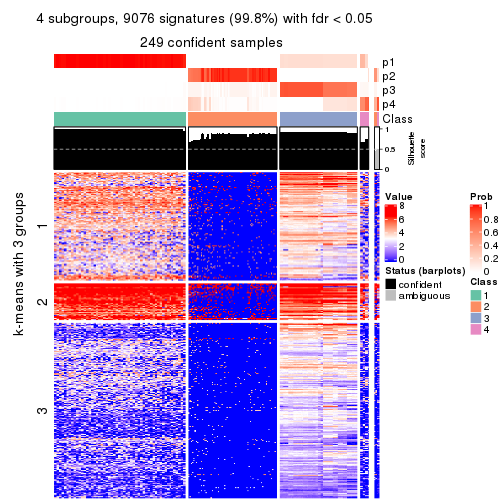 4 subgroups, 9076 signatures (99.8%) with fdr < 0.05
249 confident samples
p1
p2
p3
p4
Class
1
0.5
0
Silhouette
score
k-means with 3 groups
1
2
3
Value
8
6
4
2
0
Status (barplots)
confident
ambiguous
Prob
1
0.8
0.6
0.4
0.2
0
Class
1
2
3
4